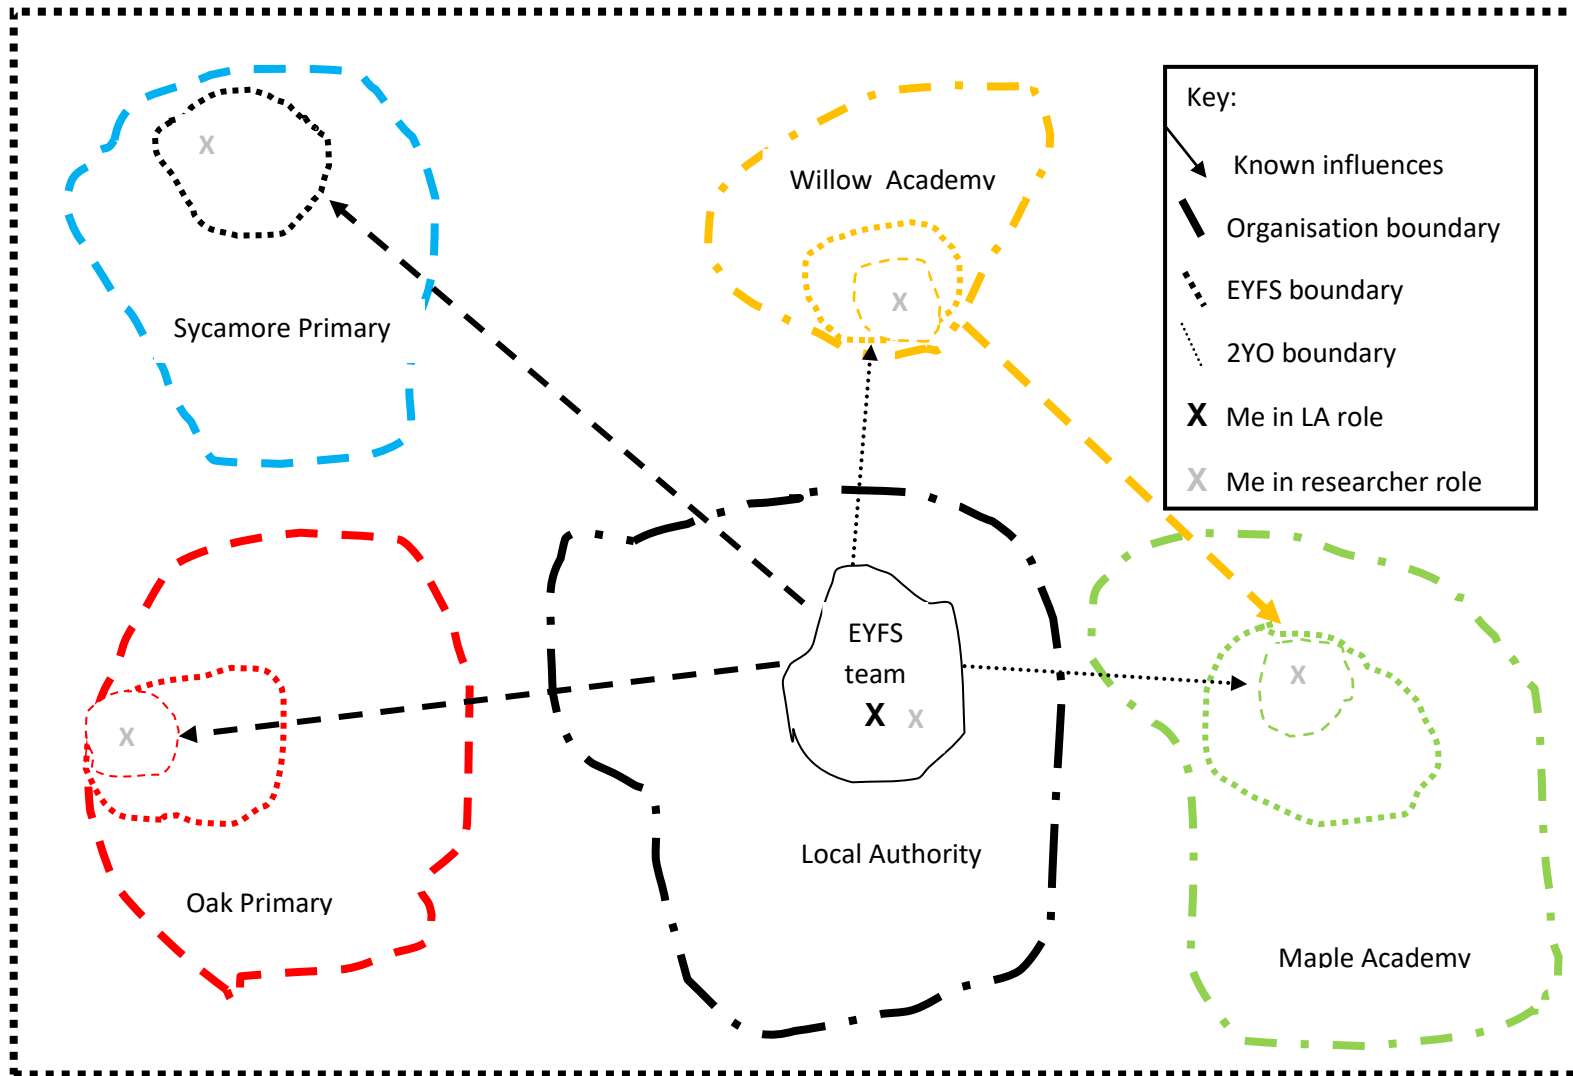 X
Sycamore Primary
Willow Academy
X
Key:
Known influences
Organisation boundary
EYFS boundary
2YO boundary
X Me in LA role
X Me in researcher role
EYFS
team
X X
Local Authority
X
Oak Primary
X
Maple Academy